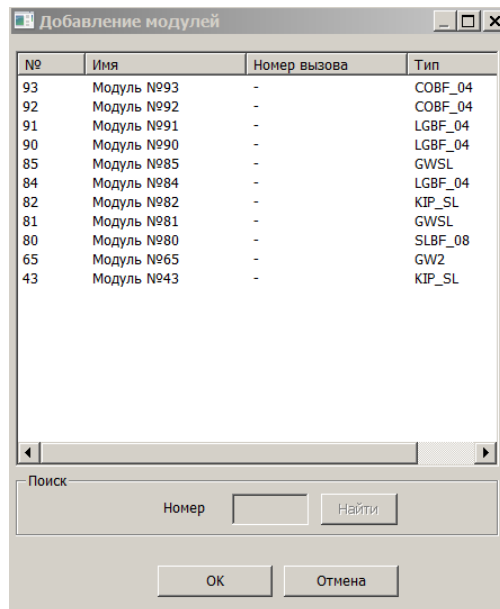 Добавление модулей
№ Имя Номер вызова Тип
93 Модуль №93 - COBF_04
92 Модуль №92 - COBF_04
91 Модуль №91 - LGBF_04
90 Модуль №90 - LGBF_04
85 Модуль №85 - GWSL
84 Модуль №84 - LGBF_04
82 Модуль №82 - KIP_SL
81 Модуль №81 - GWSL
80 Модуль №80 - SLBF_08
65 Модуль №65 - GW2
43 Модуль №43 - KIP_SL
Поиск
Номер Найти
OK Отмена